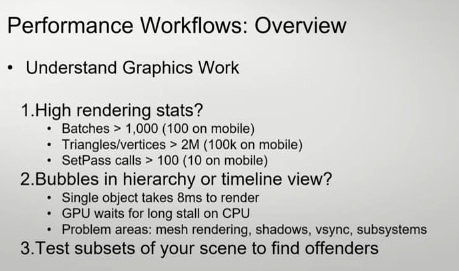 Performance Workflows: Overview
• Understand Graphics Work
1.High rendering stats?
• Batches > 1,000 (100 on mobile)
• Triangles/vertices > 2M (100k on mobile)
• SetPass calls > 100 (10 on mobile)
2.Bubbles in hierarchy or timeline view?
• Single object takes 8ms to render
• GPU waits for long stall on CPU
• Problem areas: mesh rendering, shadows, vsync, subsystems
3.Test subsets of your scene to find offenders